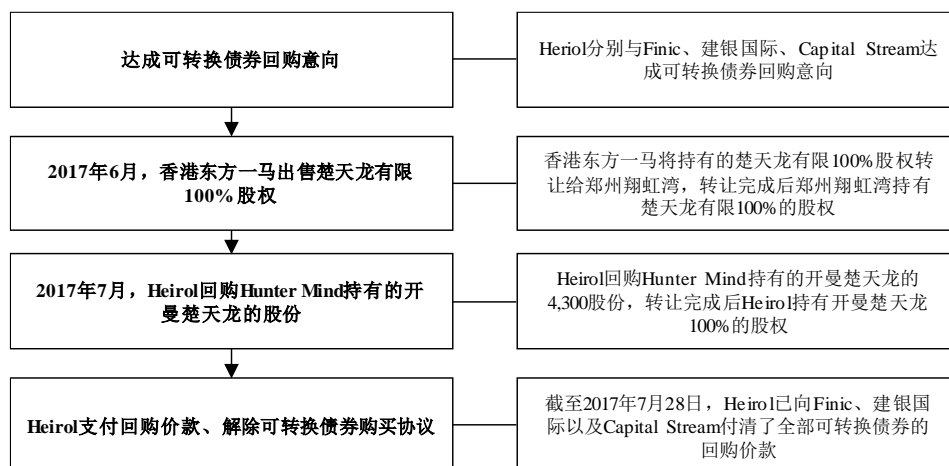 达成可转换债券回购意向
Heriol分别与Finic、建银国际、Capital Stream达
成可转换债券回购意向
2017年6月，香港东方一马出售楚天龙有限
100%股权
香港东方一马将持有的楚天龙有限100%股权转
让给郑州翔虹湾，转让完成后郑州翔虹湾持有
楚天龙有限100%的股权
2017年7月，Heirol回购Hunter Mind持有的开
曼楚天龙的股份
Heirol回购Hunter Mind持有的开曼楚天龙的
4,300股份，转让完成后Heirol持有开曼楚天龙
100%的股权
Heirol支付回购价款、解除可转换债券购买协议
截至2017年7月28日，Heirol已向Finic、建银国
际以及Capital Stream付清了全部可转换债券的
回购价款